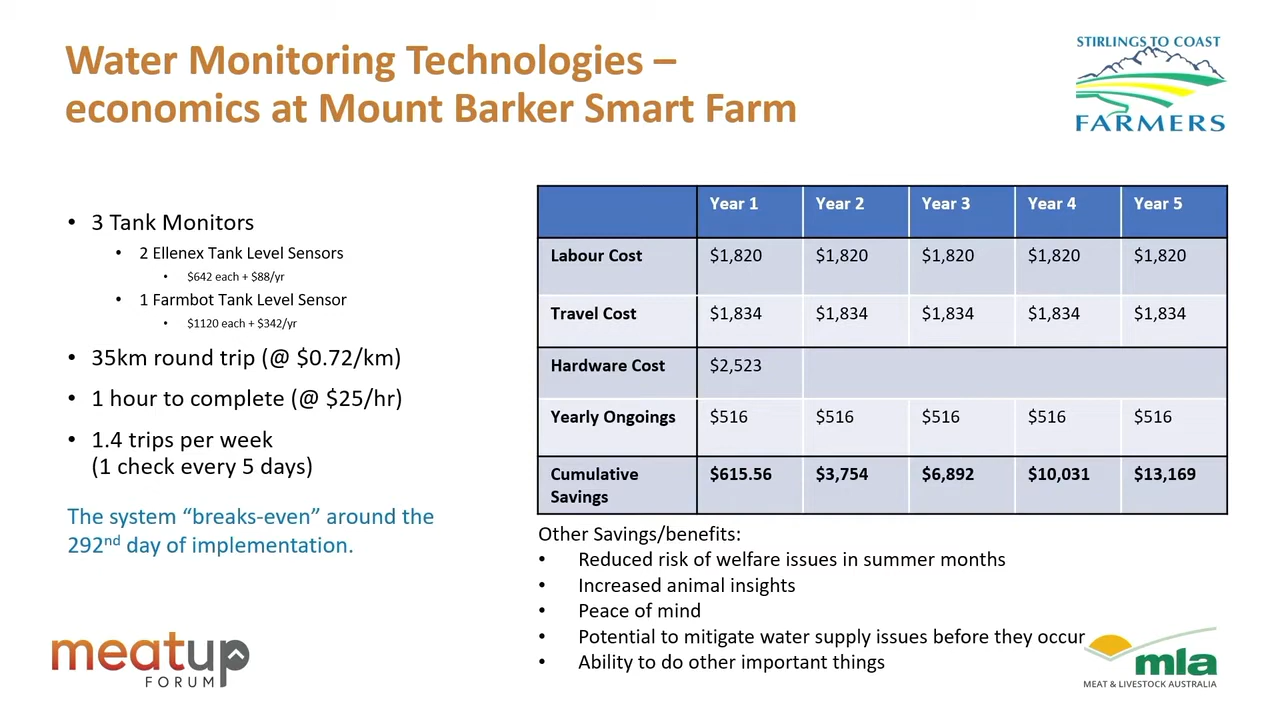 Water Monitoring Technologies –
economics at Mount Barker Smart Farm
STIRLINGS TO COAST
FARMERS
• 3 Tank Monitors
• 2 Ellenex Tank Level Sensors
• $642 each + $88/yr
• 1 Farmbot Tank Level Sensor
• $1120 each + $342/yr
• 35km round trip (@ $0.72/km)
• 1 hour to complete (@ $25/hr)
• 1.4 trips per week
(1 check every 5 days)
The system “breaks-even” around the
292nd day of implementation.
Year 1 Year 2 Year 3 Year 4 Year 5
Labour Cost $1,820 $1,820 $1,820 $1,820 $1,820
Travel Cost $1,834 $1,834 $1,834 $1,834 $1,834
Hardware Cost $2,523
Yearly Ongoings $516 $516 $516 $516 $516
Cumulative $615.56 $3,754 $6,892 $10,031 $13,169
Savings
Other Savings/benefits:
• Reduced risk of welfare issues in summer months
• Increased animal insights
• Peace of mind
• Potential to mitigate water supply issues before they occur
• Ability to do other important things
meatup
FORUM
mla
MEAT & LIVESTOCK AUSTRALIA